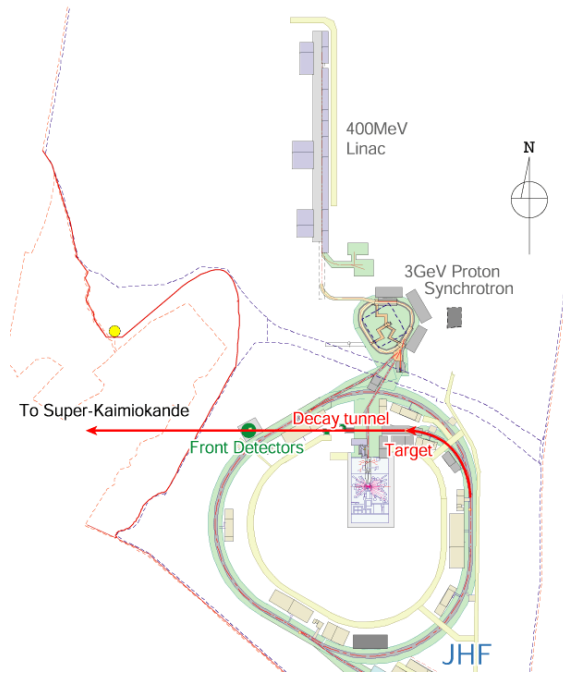 400MeV
Linac
N
3GeV Proton
Synchrotron
To Super-Kaimiokande
Decay tunnel
Front Detectors
Target
JHF